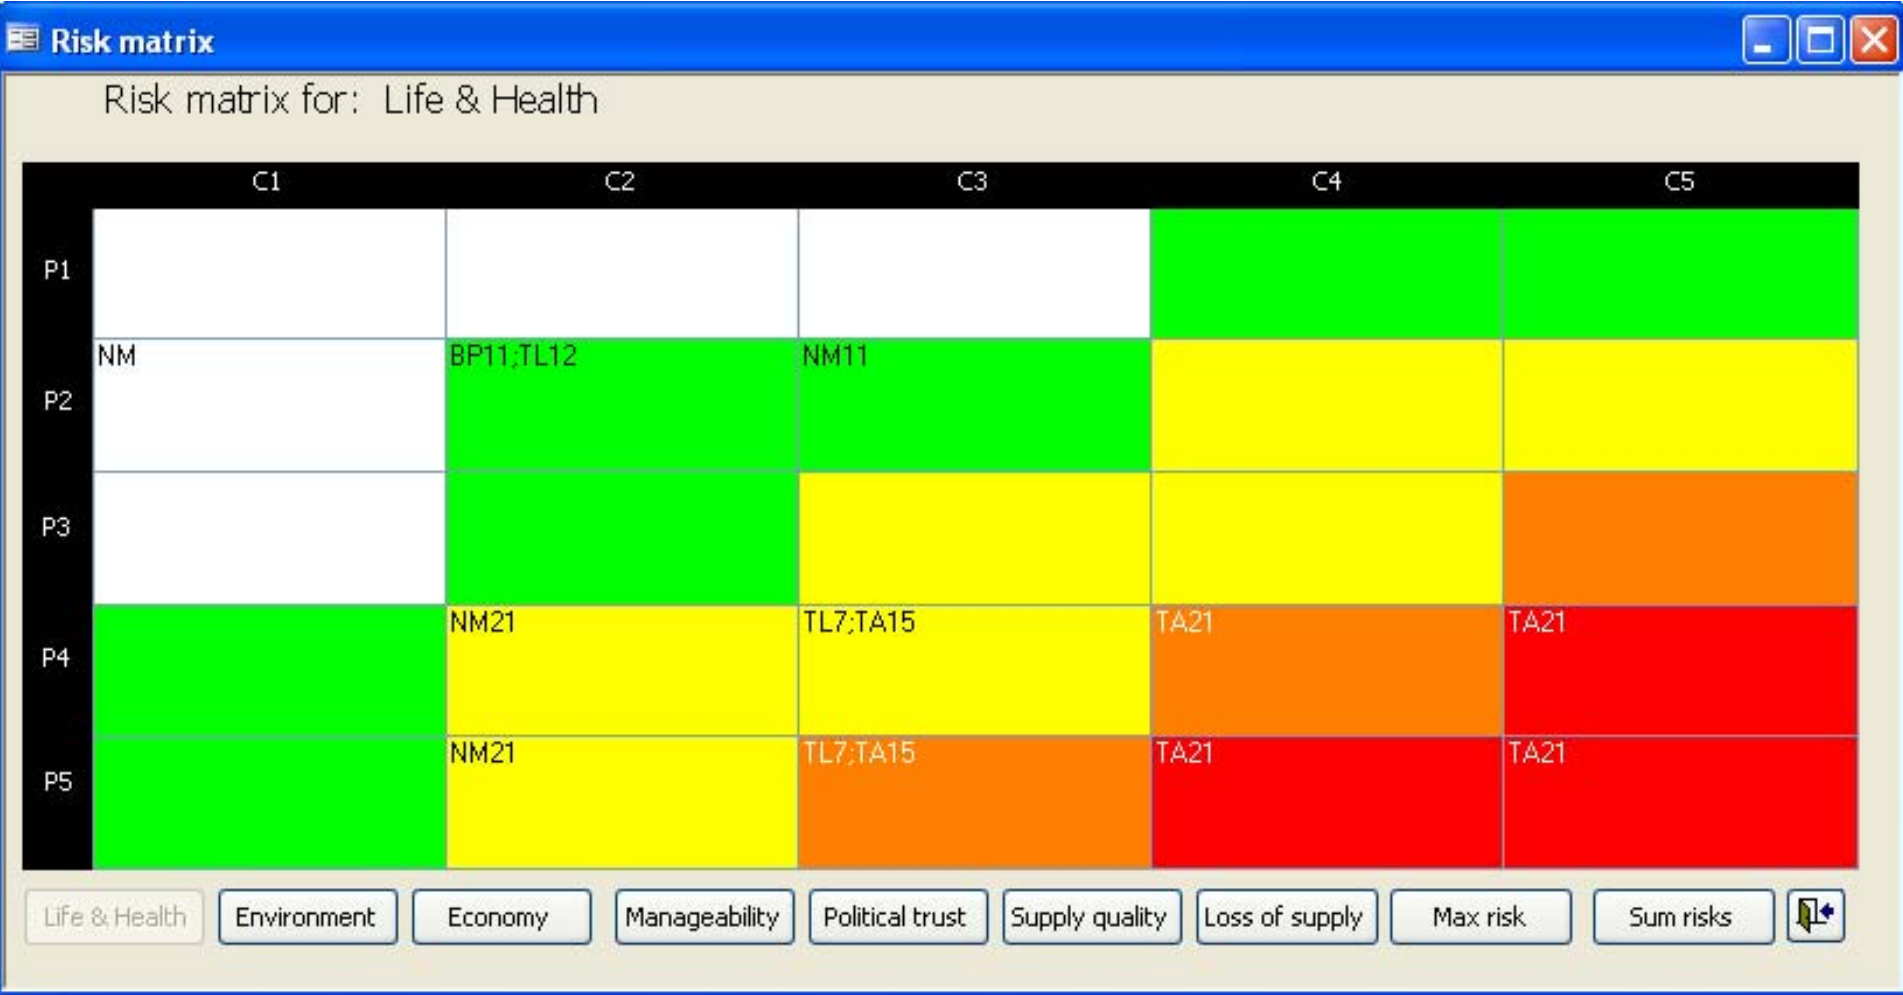 Risk matrix
Risk matrix for: Life & Health
C1 C2 C3 C4 C5
P1
NM BP11;TL12 NM11
P2
P3
NM21 TL7;TA15 TA21 TA21
P4
NM21 TL7;TA15 TA21 TA21
P5
Life & Health Environment Economy Manageability Political trust Supply quality Loss of supply Max risk Sum risks